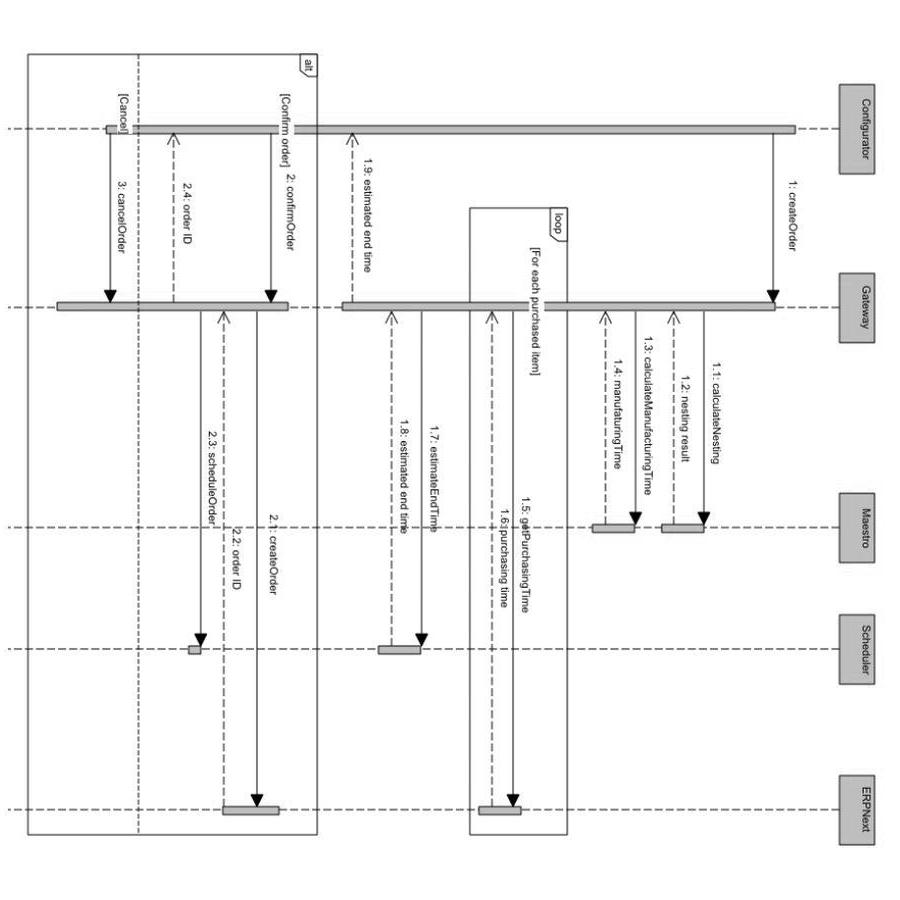 Configurator
Gateway
Maestro
Scheduler
ERPNext
1: createOrder
1.1: calculateNesting
1.2: nesting result
1.3: calculateManufacturingTime
1.4: manufaturingTime
loop
[For each purchased item]
1.5: getPurchasingTime
1.6:purchasing time
1.7: estimateEndTime
1.8: estimated end time
1.9: estimated end time
alt
[Confirm order]
2: confirmOrder
2.1: createOrder
2.2: order ID
2.3: scheduleOrder
2.4: order ID
[Cancel]
3: cancelOrder